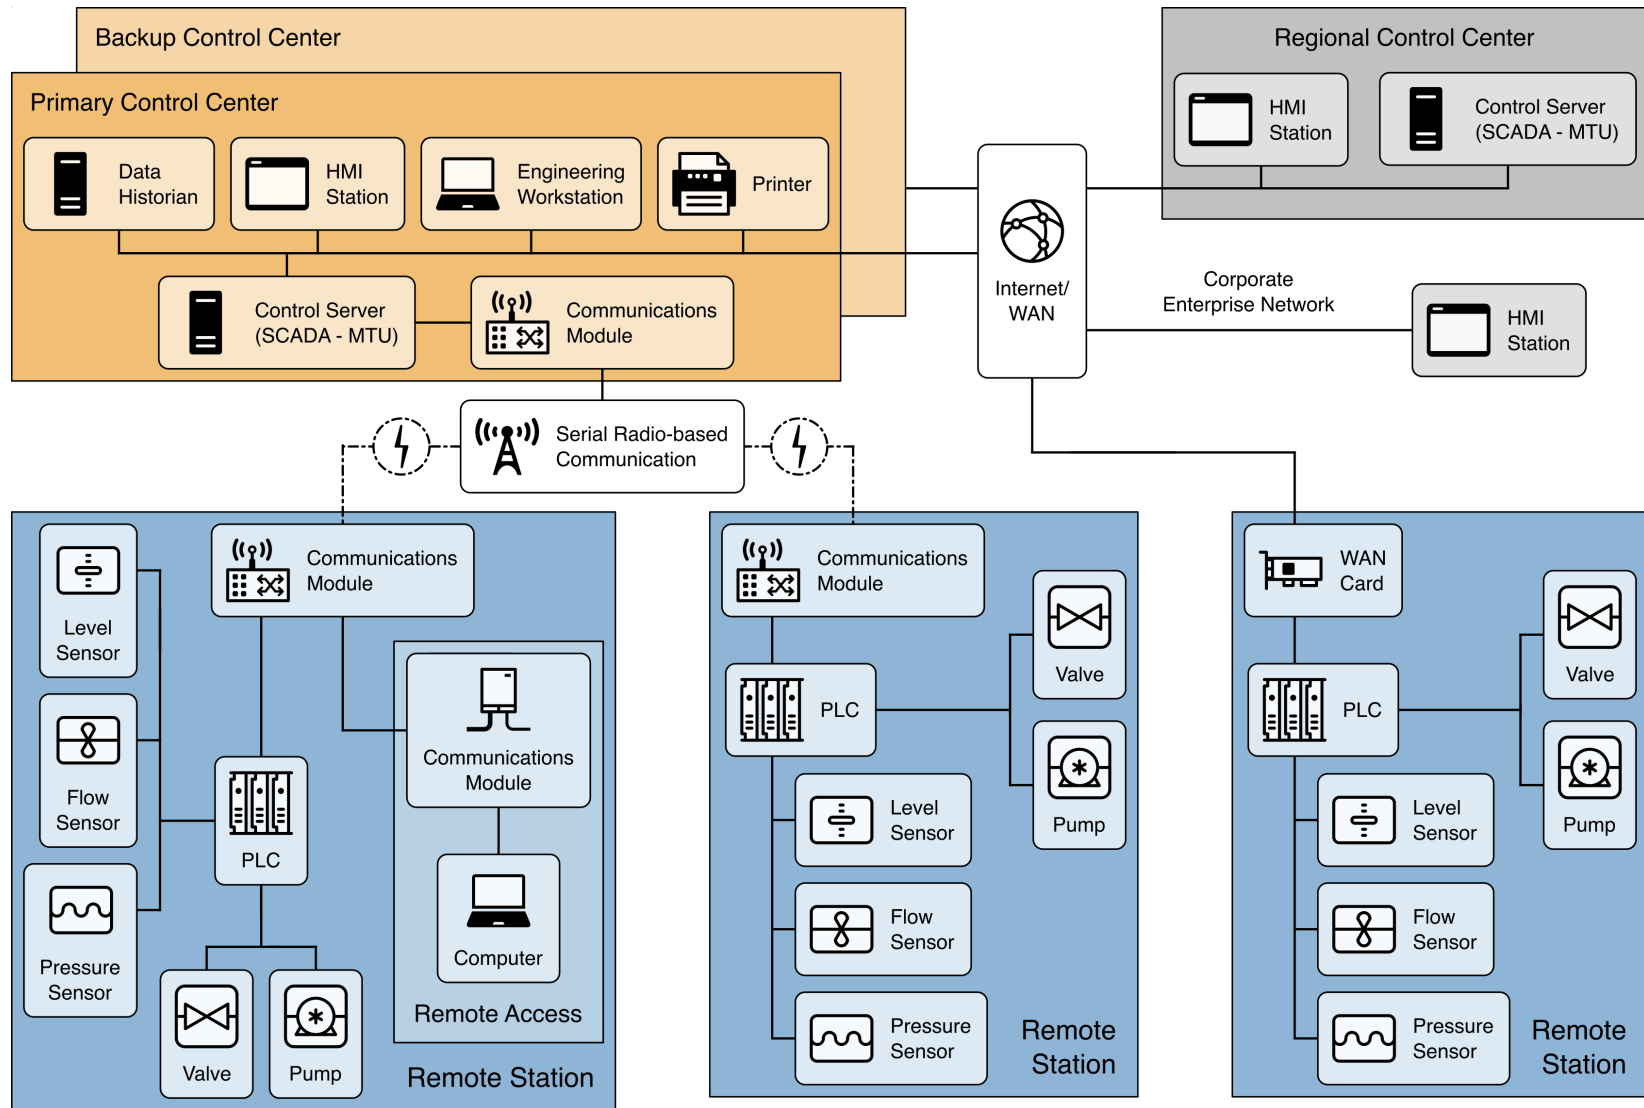 Backup Control Center
Regional Control Center
Primary Control Center
HMI
Station
Control Server
(SCADA - MTU)
Data
Historian
HMI
Station
Engineering
Workstation
Printer
Internet/
WAN
Corporate
Enterprise Network
HMI
Station
Control Server
(SCADA - MTU)
Communications
Module
Serial Radio-based
Communication
Level
Sensor
Communications
Module
Flow
Sensor
Communications
Module
PLC
Pressure
Sensor
Computer
Valve
Pump
Remote Access
Remote Station
Communications
Module
Valve
PLC
Pump
Level
Sensor
Flow
Sensor
Pressure
Sensor
Remote
Station
WAN
Card
Valve
PLC
Pump
Level
Sensor
Flow
Sensor
Pressure
Sensor
Remote
Station